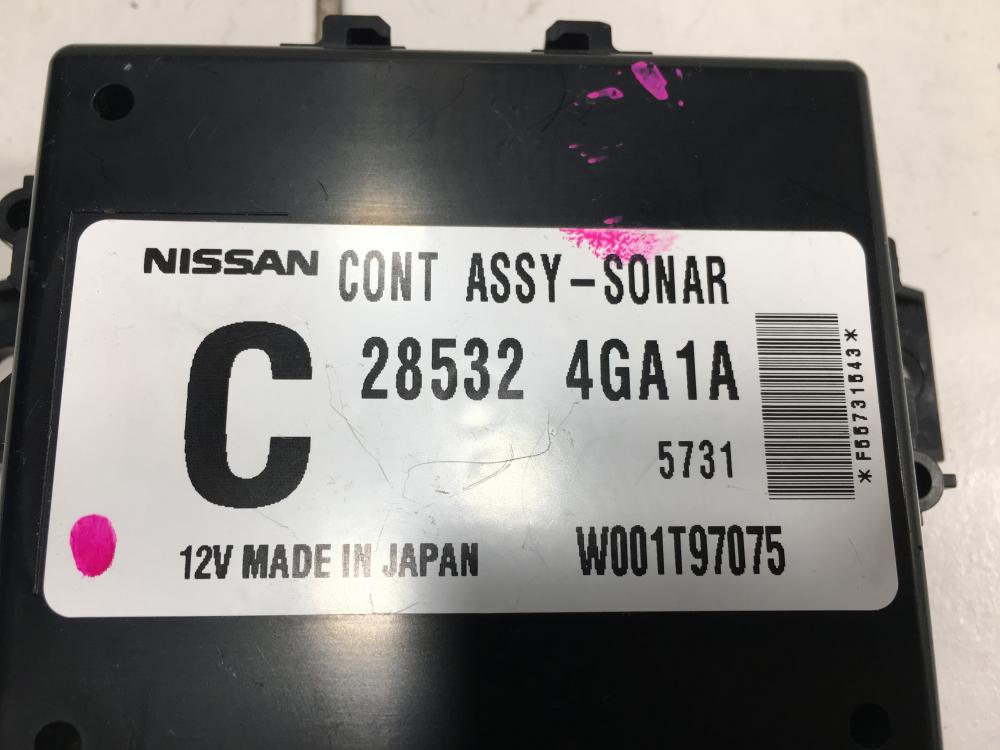 NISSAN CONT ASSY-SONAR
C 28532 4GA1A
5731
12V MADE IN JAPAN W001T97075